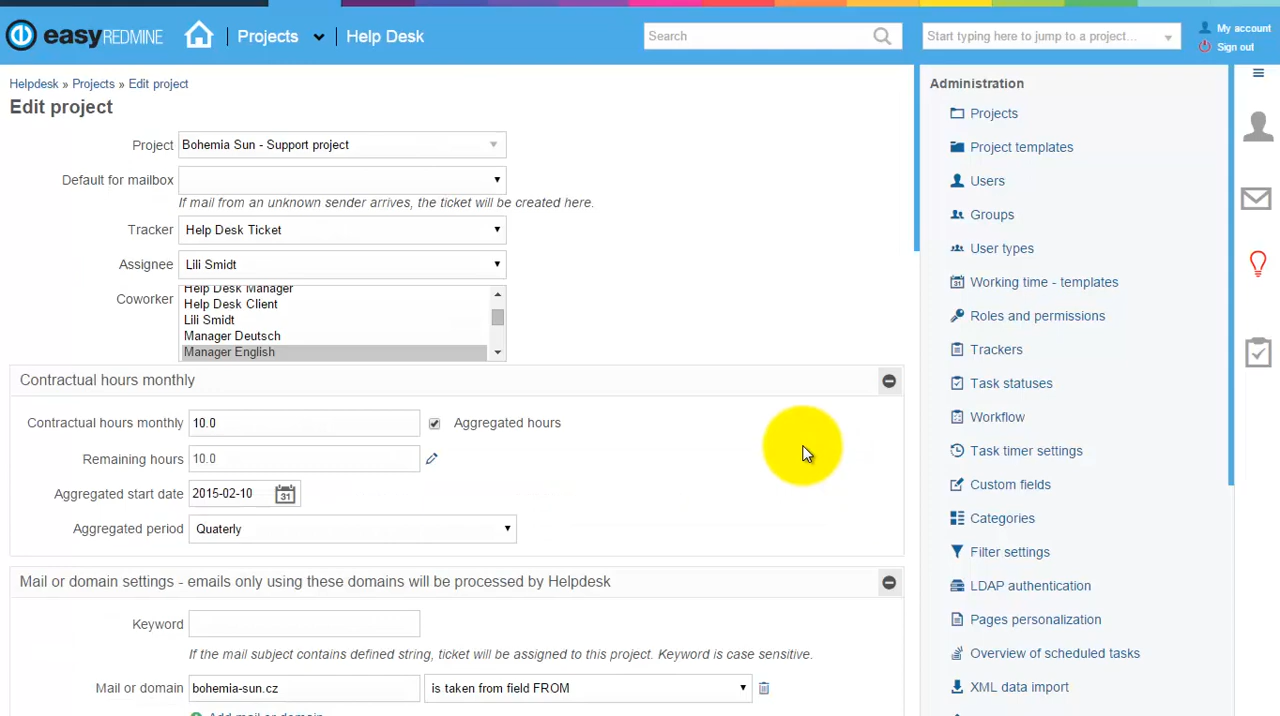 easyREDMINE
Projects
Help Desk
Search
Start typing here to jump to a project...
My account
Sign out
Helpdesk » Projects » Edit project
Edit project
Project Bohemia Sun - Support project
Default for mailbox
If mail from an unknown sender arrives, the ticket will be created here.
Tracker Help Desk Ticket
Assignee Lili Smidt
Coworker
Help Desk Manager
Help Desk Client
Lili Smidt
Manager Deutsch
Manager English
Contractual hours monthly
Contractual hours monthly 10.0 Aggregated hours
Remaining hours 10.0
Aggregated start date 2015-02-10 31
Aggregated period Quaterly
Mail or domain settings - emails only using these domains will be processed by Helpdesk
Keyword
If the mail subject contains defined string, ticket will be assigned to this project. Keyword is case sensitive.
Mail or domain bohemia-sun.cz is taken from field FROM
Add mail or domain
Administration
Projects
Project templates
Users
Groups
User types
Working time - templates
Roles and permissions
Trackers
Task statuses
Workflow
Task timer settings
Custom fields
Categories
Filter settings
LDAP authentication
Pages personalization
Overview of scheduled tasks
XML data import